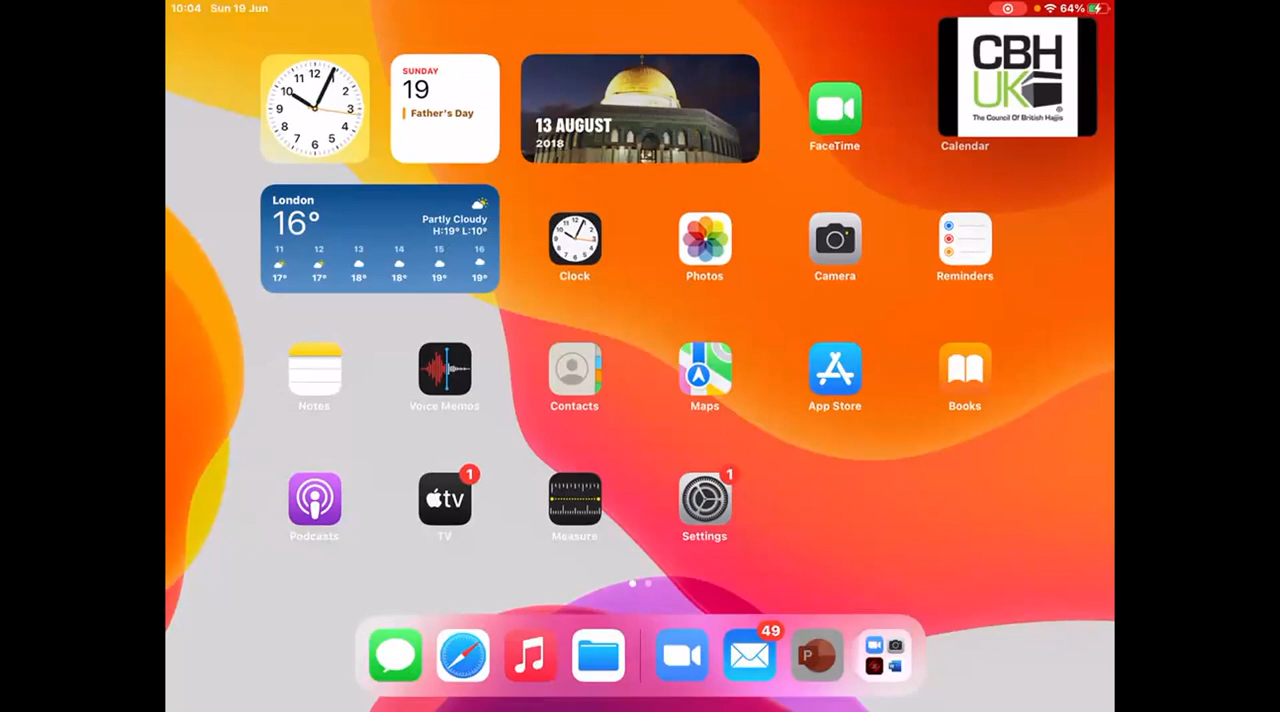 10:04 Sun 19 Jun
64%
12
11
1
10
2
9
3
8
4
7
5
6
SUNDAY
19
Father's Day
13 AUGUST
2018
FaceTime
CBH
UK
The Council Of British Hajjis
Calendar
London
16°
Partly Cloudy
H:19° L:10°
11 12 13 14 15 16
17° 17° 18° 18° 19° 19°
Clock
Photos
Camera
Reminders
Notes
Voice Memos
Contacts
Maps
App Store
Books
1
tv
1
Podcasts
TV
Measure
Settings
49
P
W